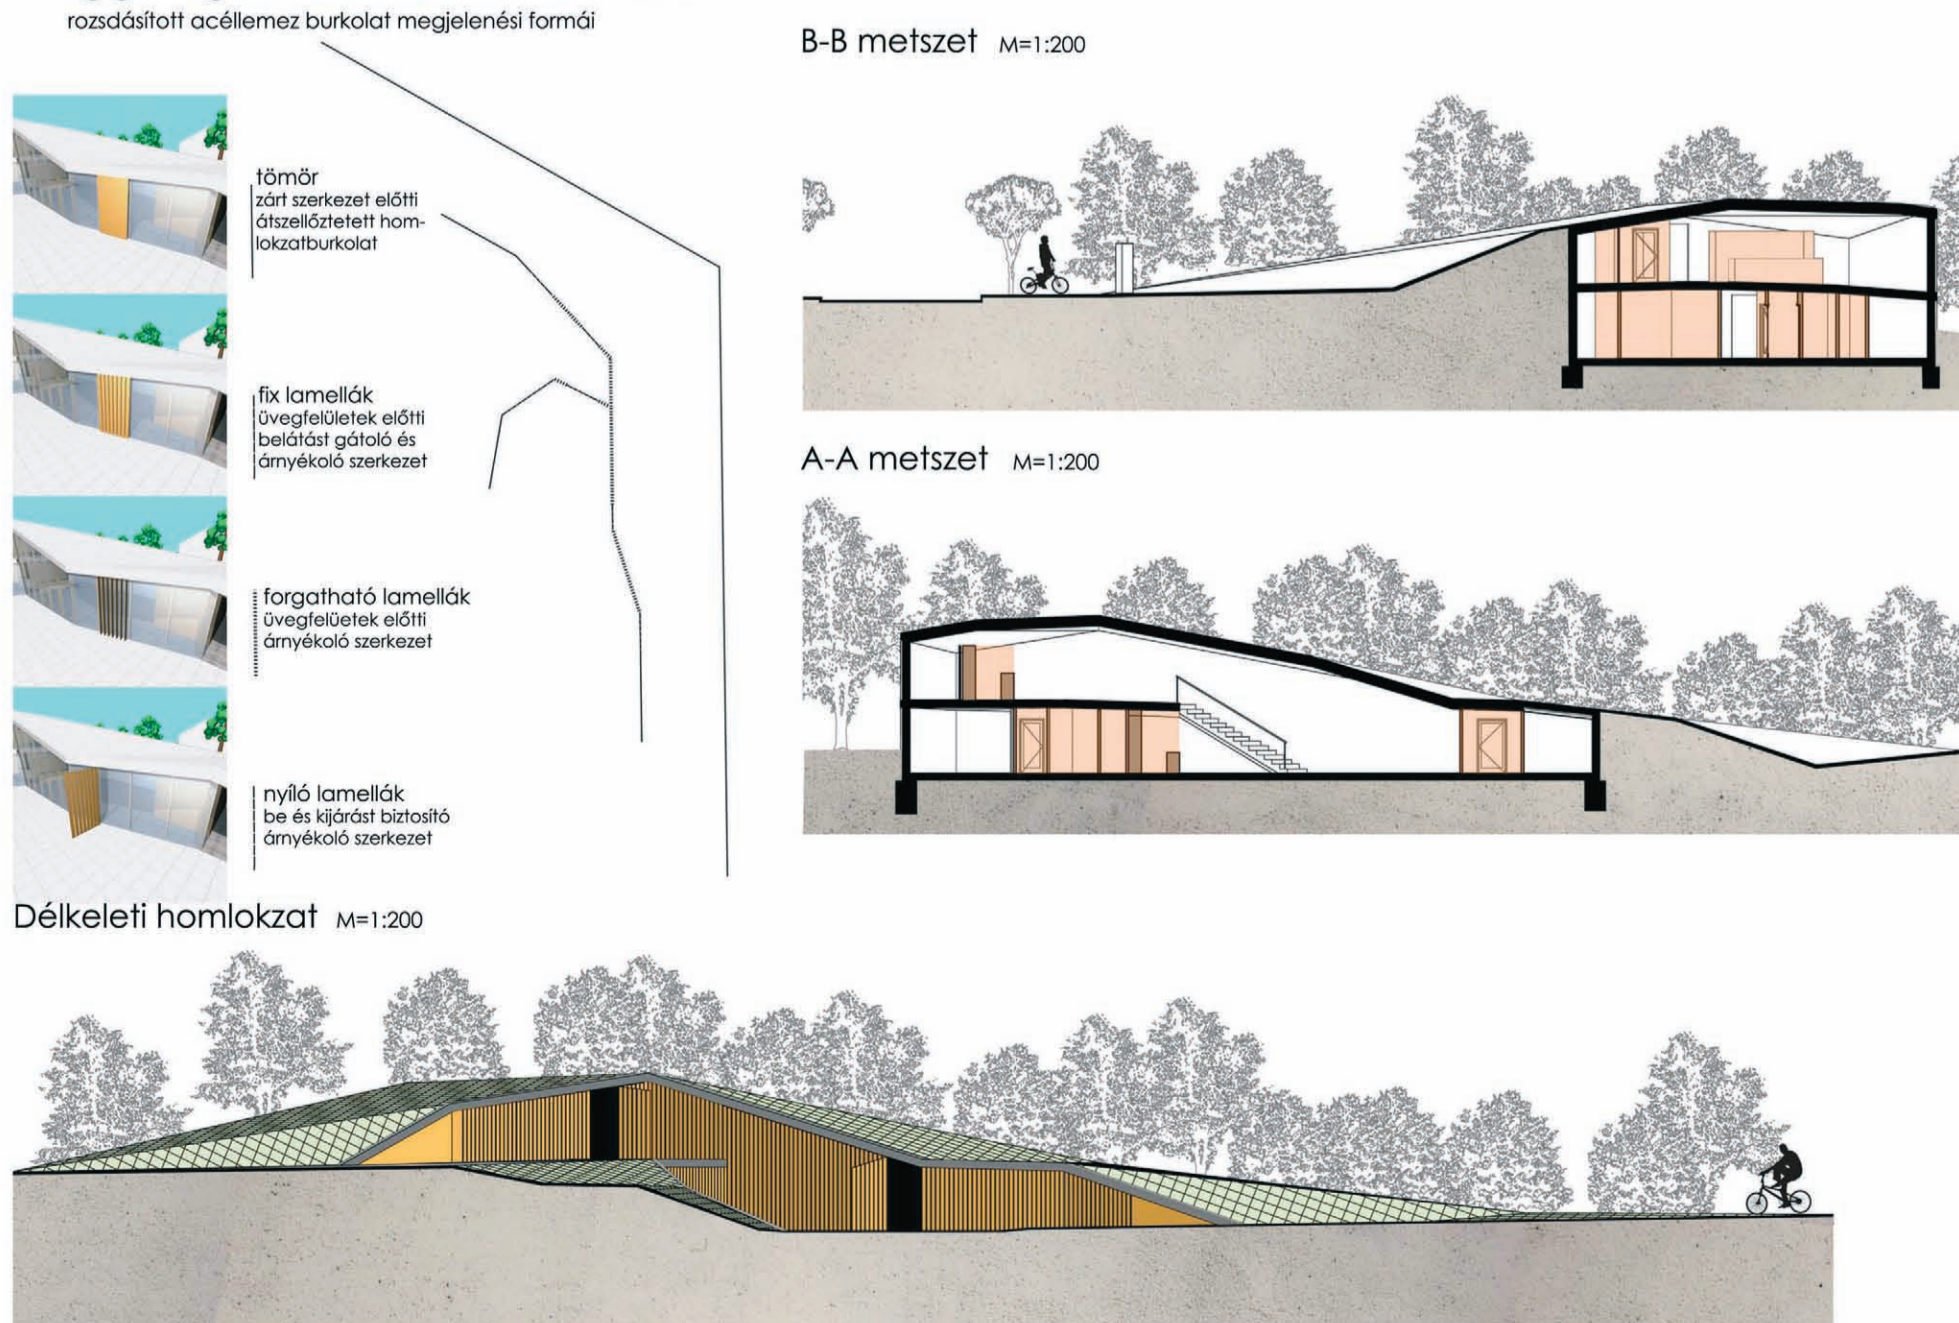 rozsdásított acéllemez burkolat megjelenési formái
tömör
zárt szerkezet előtti
átszellőztetett hom-
lokzatburkolat
fix lamellák
üvegfelületek előtti
belátást gátoló és
árnyékoló szerkezet
forgatható lamellák
üvegfelüetek előtti
árnyékoló szerkezet
nyíló lamellák
be és kijárást biztosító
árnyékoló szerkezet
B-B metszet M=1:200
A-A metszet M=1:200
Délkeleti homlokzat M=1:200